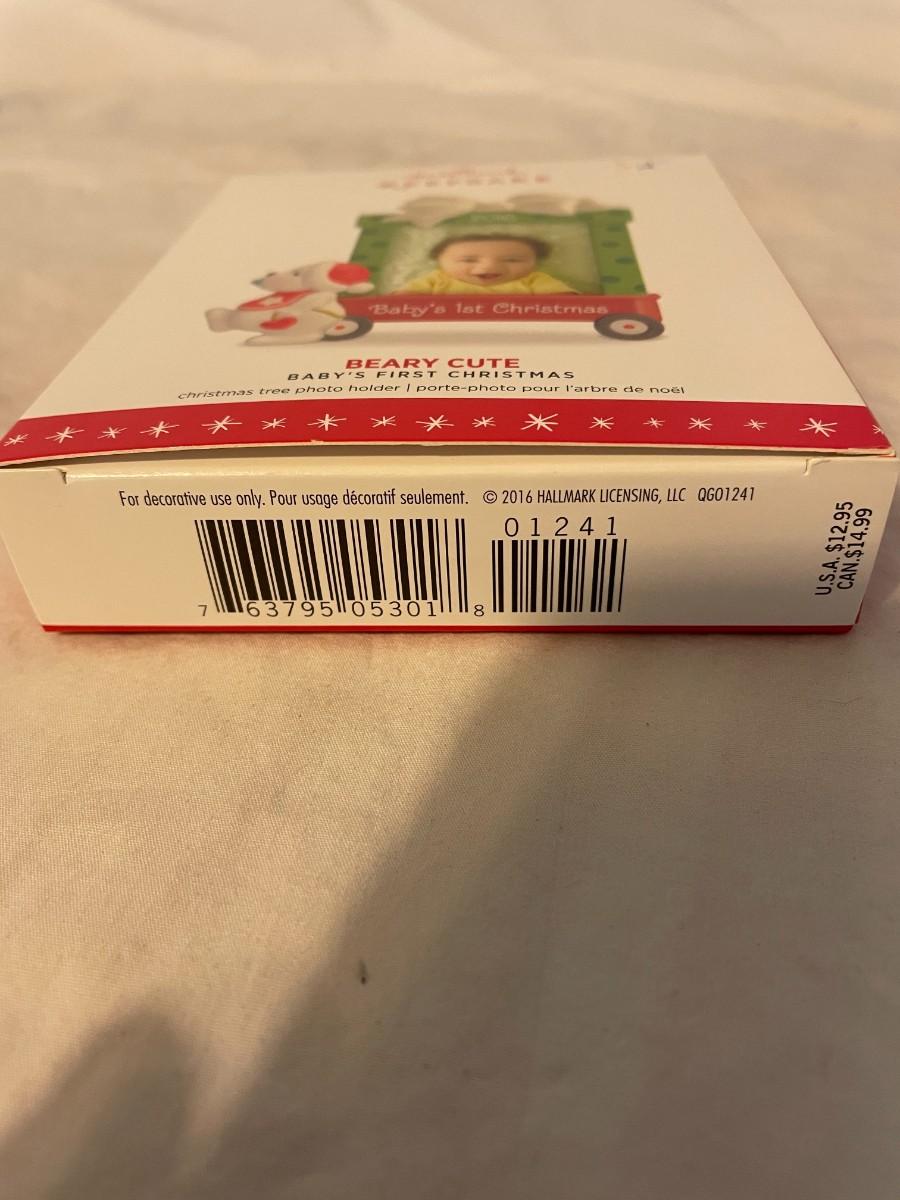 KEEPSAKE
2016
Baby's 1st Christmas
BEARY CUTE
BABY'S FIRST CHRISTMAS
christmas tree photo holder | porte-photo pour l'arbre de noël
For decorative use only. Pour usage décoratif seulement. © 2016 HALLMARK LICENSING, LLC QGO1241
01241
7 63795 05301 8
U.S.A. $12.95
CAN.$14.99